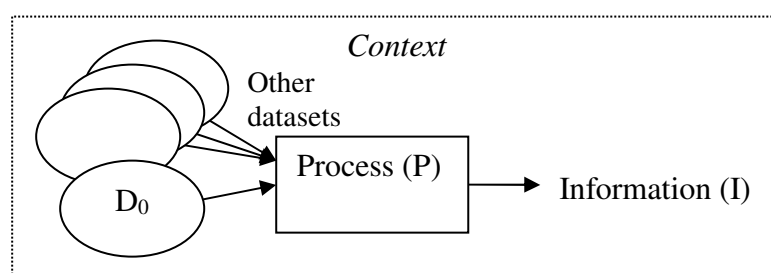 Context
Other
datasets
Process (P)
D₀
Information (I)